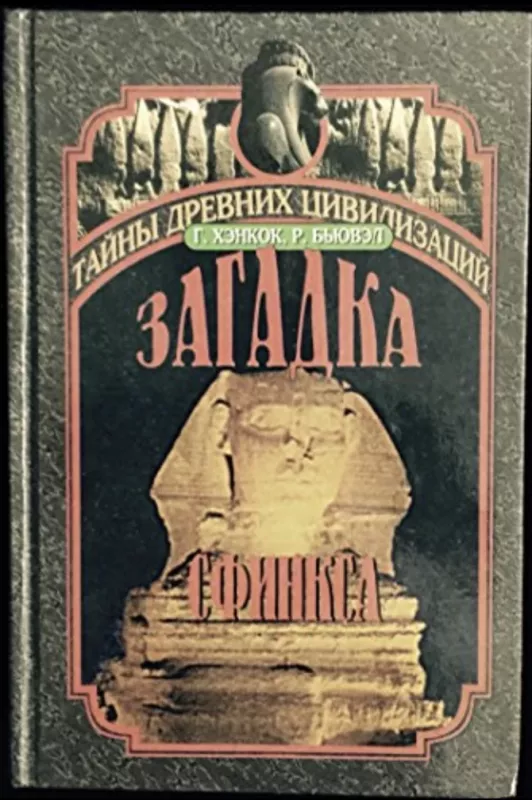 ТАЙНЫ ДРЕВНИХ ЦИВИЛИЗАЦИЙ
Г. ХЭНКОК, Р. БЬЮВЭЛ
ЗАГАДКА
СФИНКСА